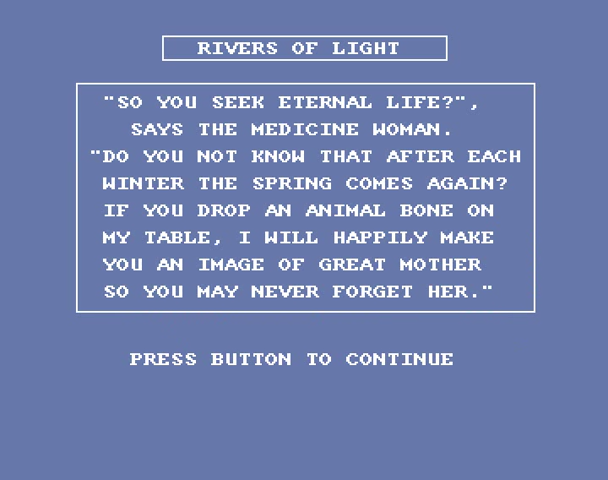 RIVERS OF LIGHT
"SO YOU SEEK ETERNAL LIFE?",
SAYS THE MEDICINE WOMAN.
"DO YOU NOT KNOW THAT AFTER EACH
WINTER THE SPRING COMES AGAIN?
IF YOU DROP AN ANIMAL BONE ON
MY TABLE, I WILL HAPPILY MAKE
YOU AN IMAGE OF GREAT MOTHER
SO YOU MAY NEVER FORGET HER."
PRESS BUTTON TO CONTINUE